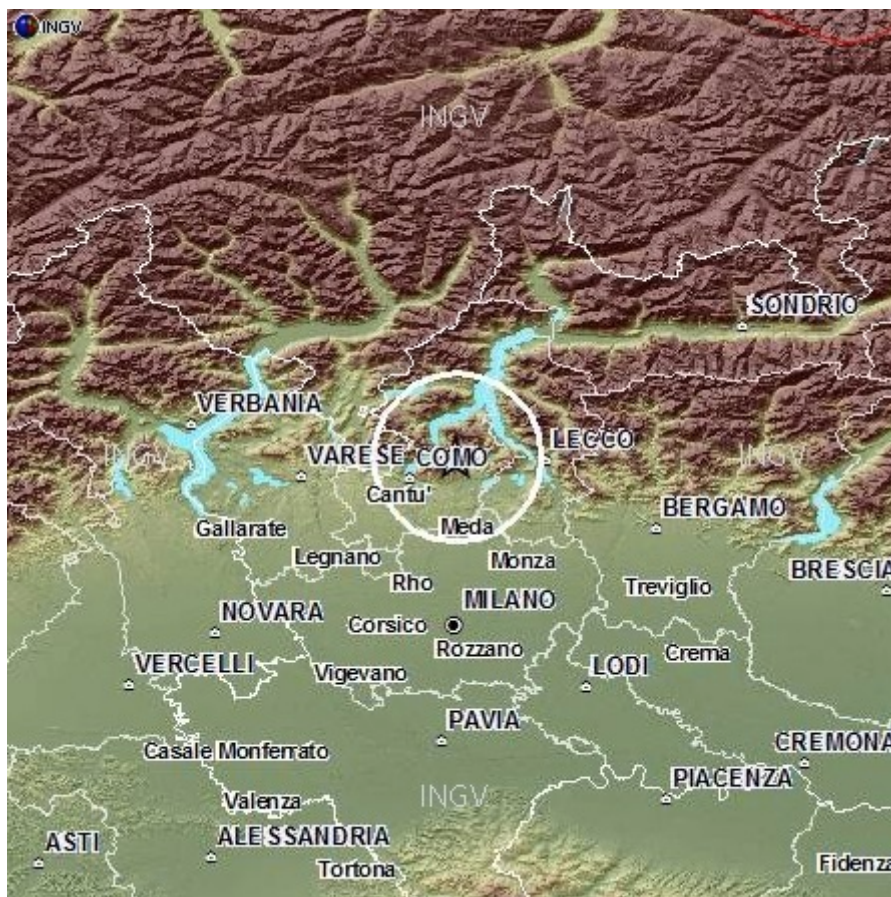 INGV
INGV
SONDRIO
VERBANIA
INGV
VARESE
COMO
LECCO
INGV
Cantu'
BERGAMO
Gallarate
Meda
Legnano
Monza
Rho
Treviglio
BRESCIA
NOVARA
MILANO
Corsico
Rozzano
Crema
VERCELLI
Vigevano
LODI
PAVIA
CREMONA
Casale Monferrato
PIACENZA
Valenza
INGV
ASTI
ALESSANDRIA
Tortona
Fidenza